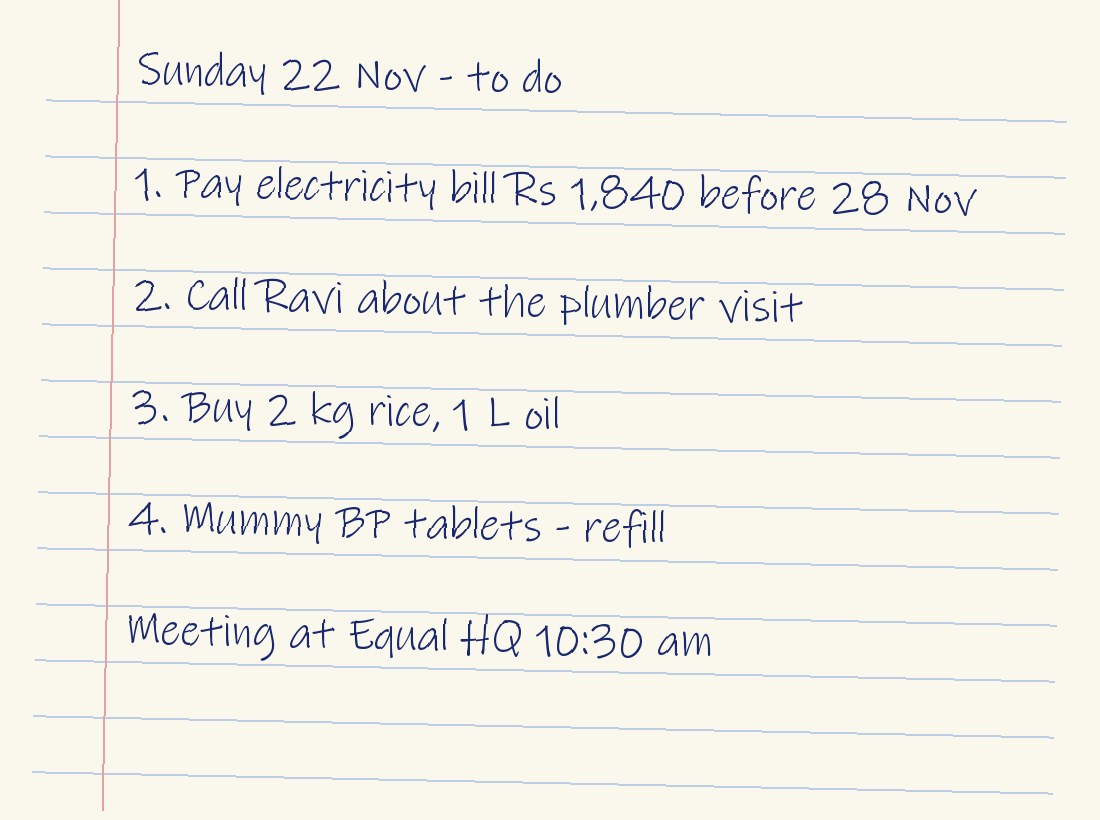 Sunday 22 Nov - to do
1. Pay electricity bill Rs 1,840 before 28 Nov
2. Call Ravi about the plumber visit
3. Buy 2 kg rice, 1 L oil
4. Mummy BP tablets - refill
Meeting at Equal HQ 10:30 am